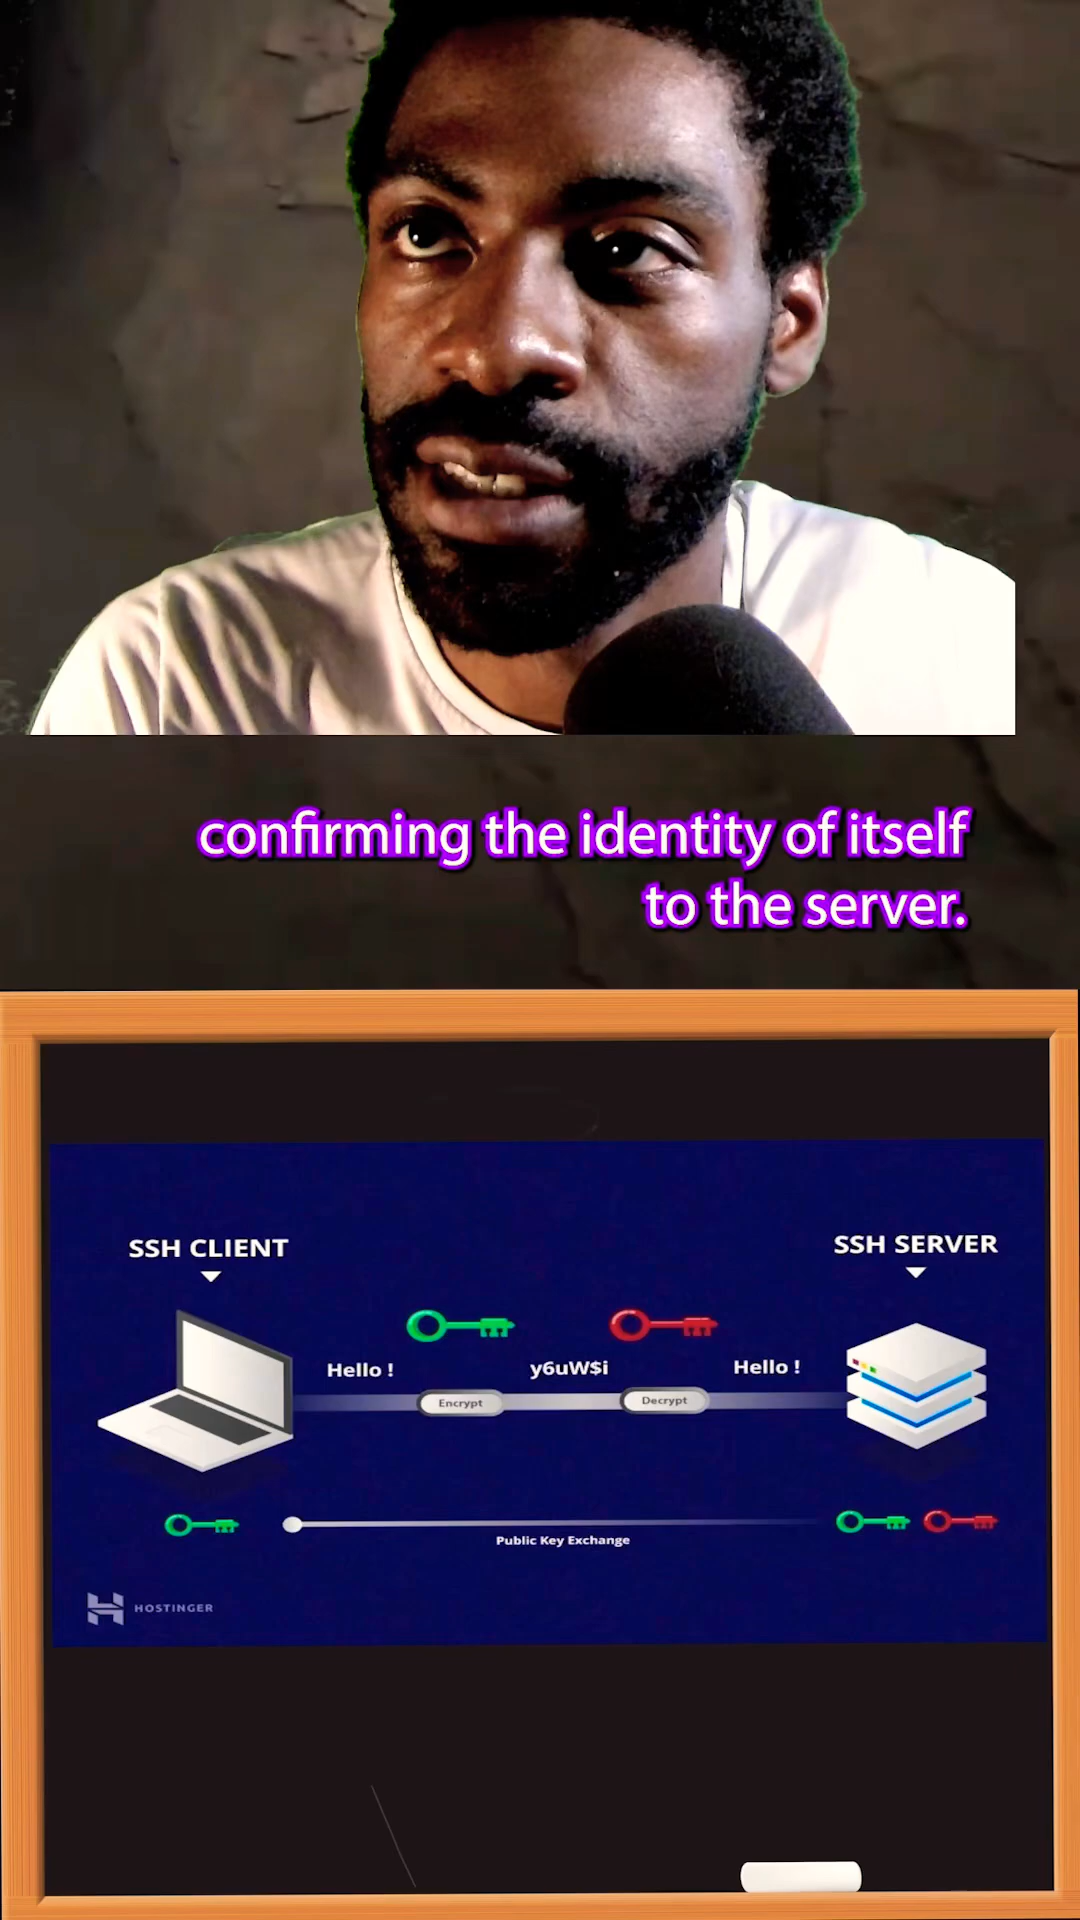 confirming the identity of itself
to the server.
SSH CLIENT
SSH SERVER
Hello !
y6uW$i
Hello !
Encrypt
Decrypt
Public Key Exchange
HOSTINGER